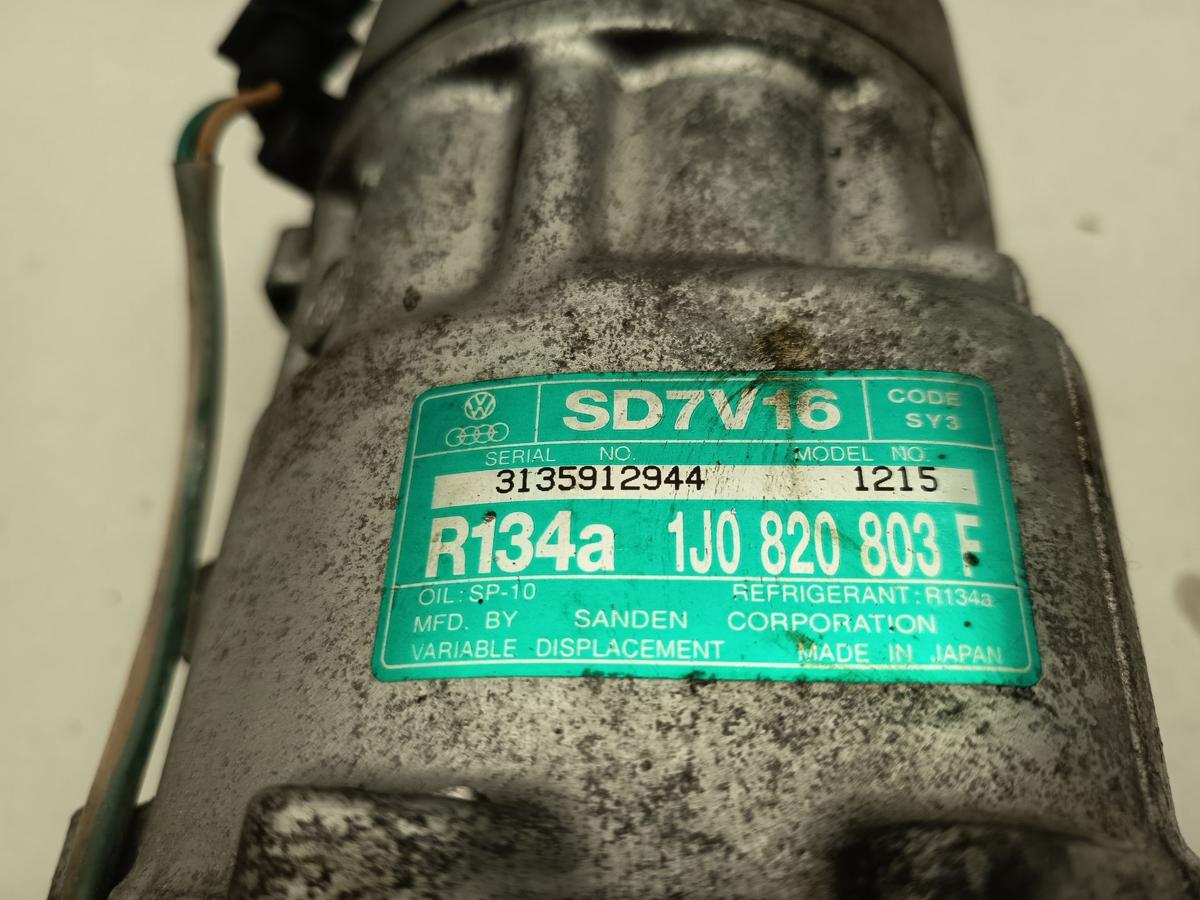 SD7V16
CODE
SY3
SERIAL NO. MODEL NO.
3135912944 1215
R134a 1J0 820 803 F
OIL: SP-10 REFRIGERANT: R134a
MFD. BY SANDEN CORPORATION
VARIABLE DISPLACEMENT MADE IN JAPAN